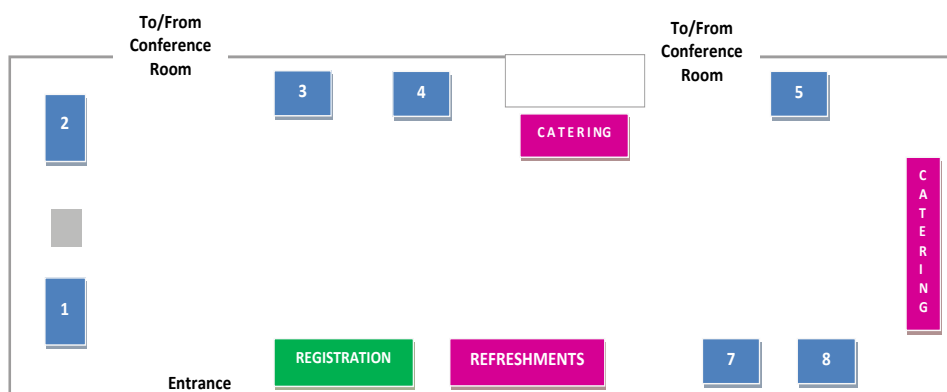 To/From
Conference
Room
To/From
Conference
Room
3
4
5
2
CATERING
CATERING
1
REGISTRATION
REFRESHMENTS
7
8
Entrance